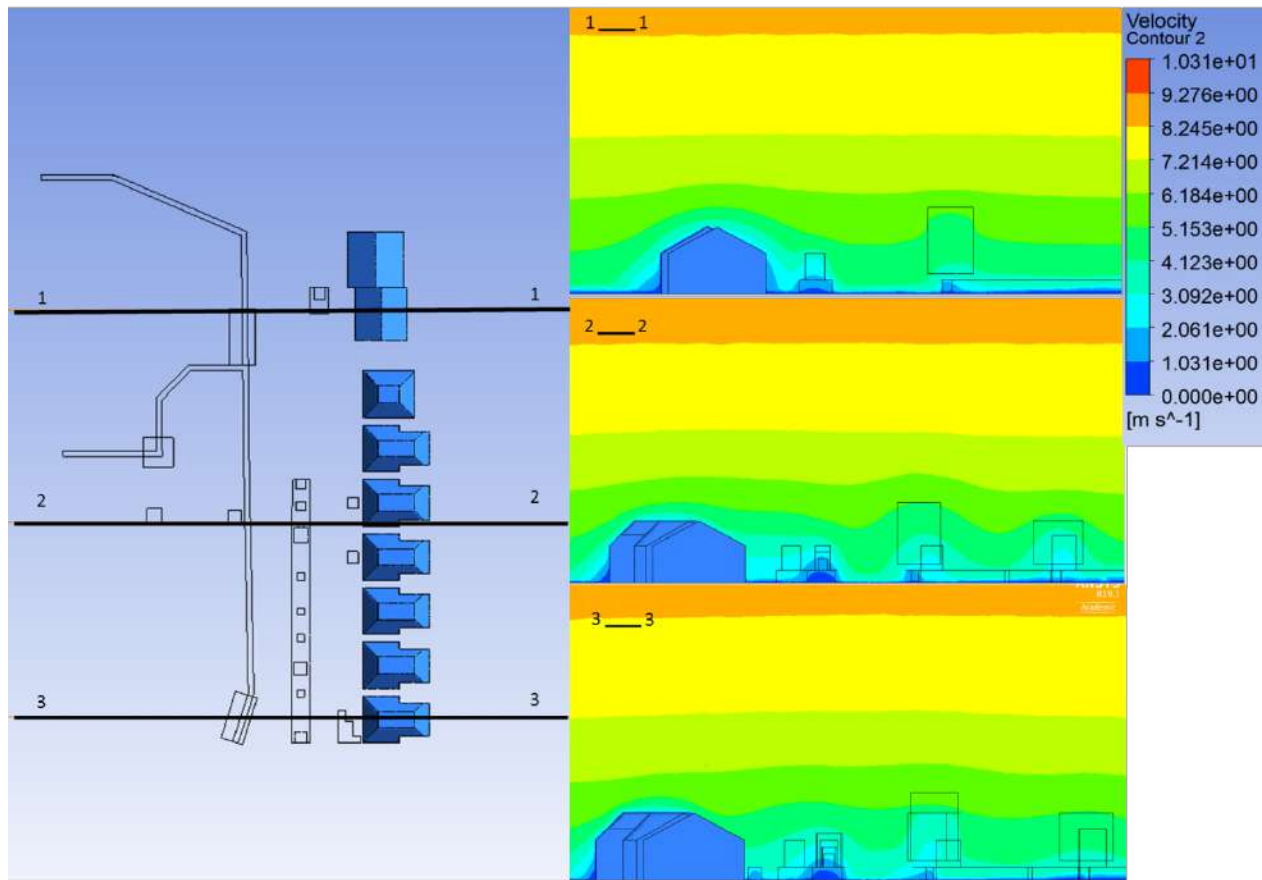 1 1
2 2
3 3
1 1
2 2
3 3
Velocity
Contour 2
1.031e+01
9.276e+00
8.245e+00
7.214e+00
6.184e+00
5.153e+00
4.123e+00
3.092e+00
2.061e+00
1.031e+00
0.000e+00
[m s^-1]
Academic